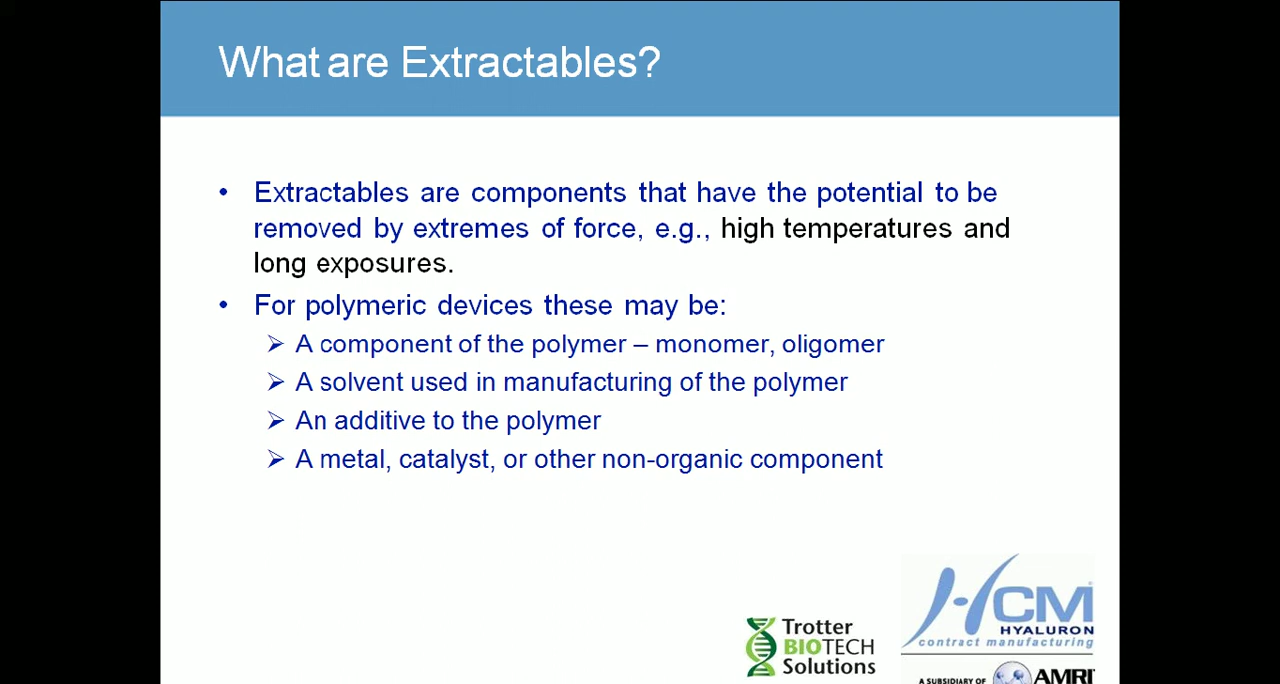 What are Extractables?
• Extractables are components that have the potential to be
removed by extremes of force, e.g., high temperatures and
long exposures.
• For polymeric devices these may be:
➢ A component of the polymer – monomer, oligomer
➢ A solvent used in manufacturing of the polymer
➢ An additive to the polymer
➢ A metal, catalyst, or other non-organic component
Trotter
BIOTECH
Solutions
HCM
HYALURON
contract manufacturing
A SUBSIDIARY OF AMRI